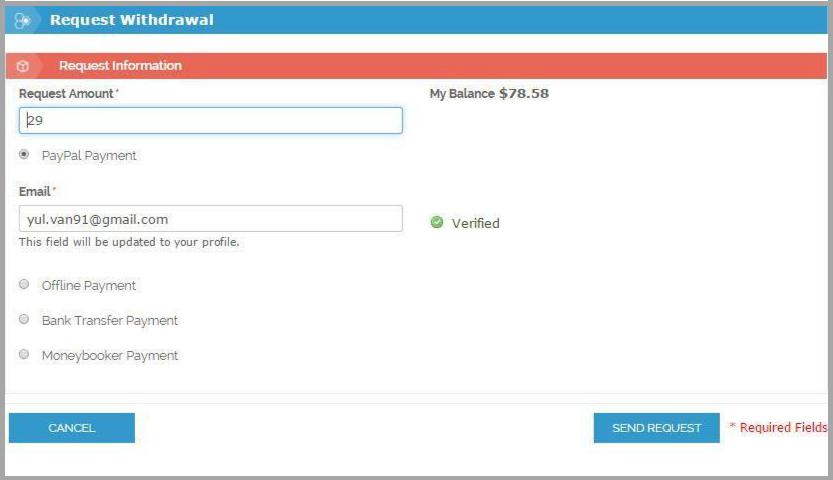 Request Withdrawal
Request Information
Request Amount *
My Balance $78.58
29
PayPal Payment
Email *
yul.van91@gmail.com
Verified
This field will be updated to your profile.
Offline Payment
Bank Transfer Payment
Moneybooker Payment
CANCEL
SEND REQUEST
* Required Fields